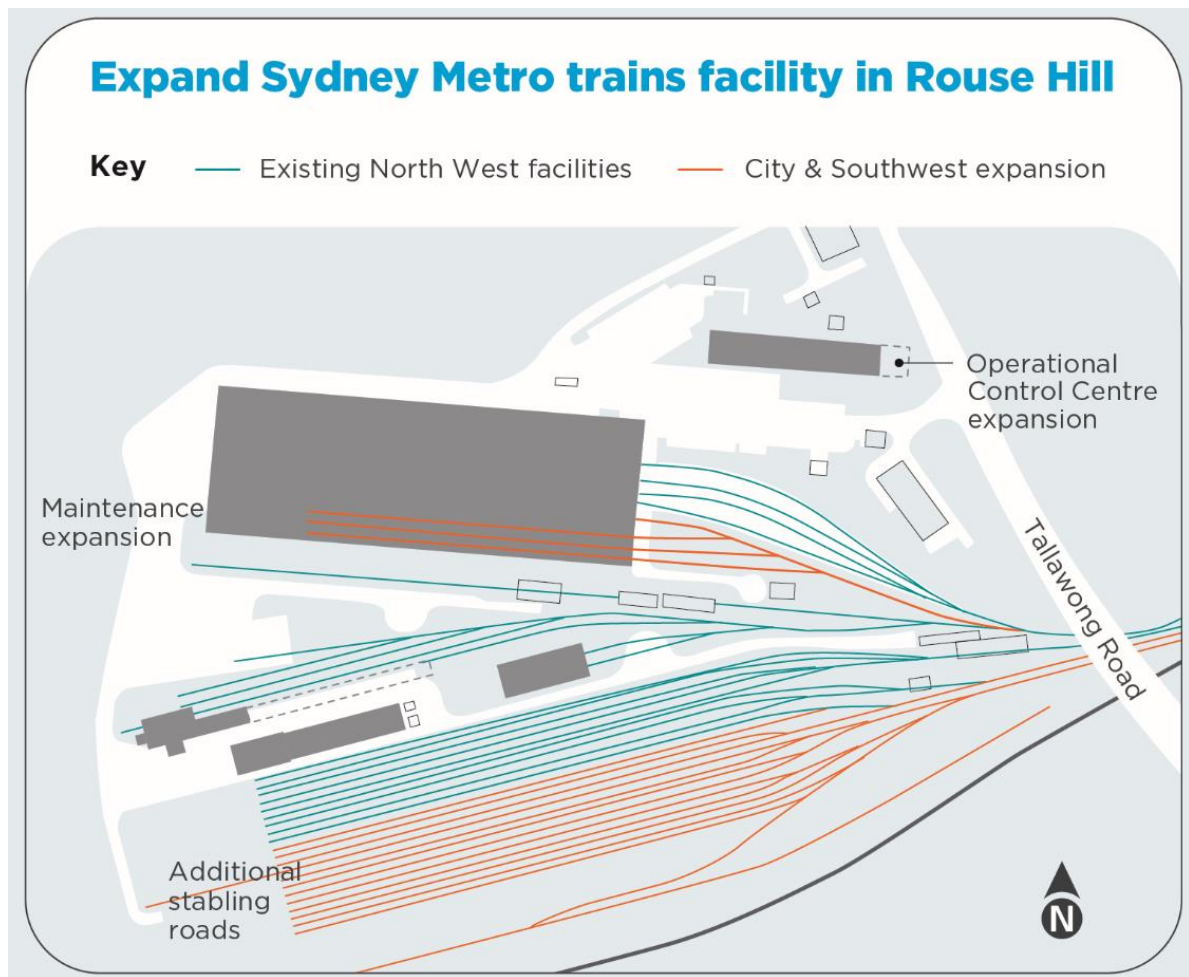 Expand Sydney Metro trains facility in Rouse Hill
Key
Existing North West facilities
City & Southwest expansion
Operational
Control Centre
expansion
Maintenance
expansion
Tallawong Road
Additional
stabling
roads
N